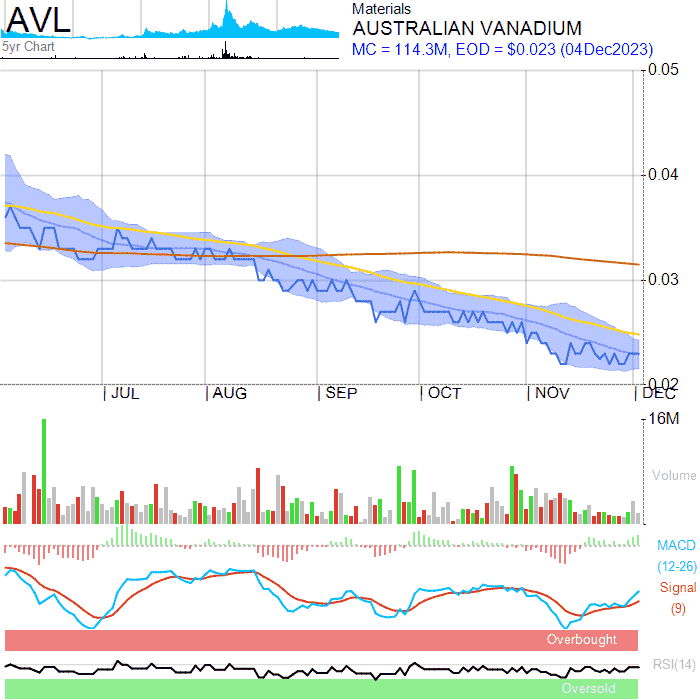 AVL
5yr Chart
Materials
AUSTRALIAN VANADIUM
MC = 114.3M, EOD = $0.023 (04Dec2023)
0.05
0.04
0.03
0.02
JUL AUG SEP OCT NOV DEC
16M
Volume
MACD
(12-26)
Signal
(9)
Overbought
RSI(14)
Oversold